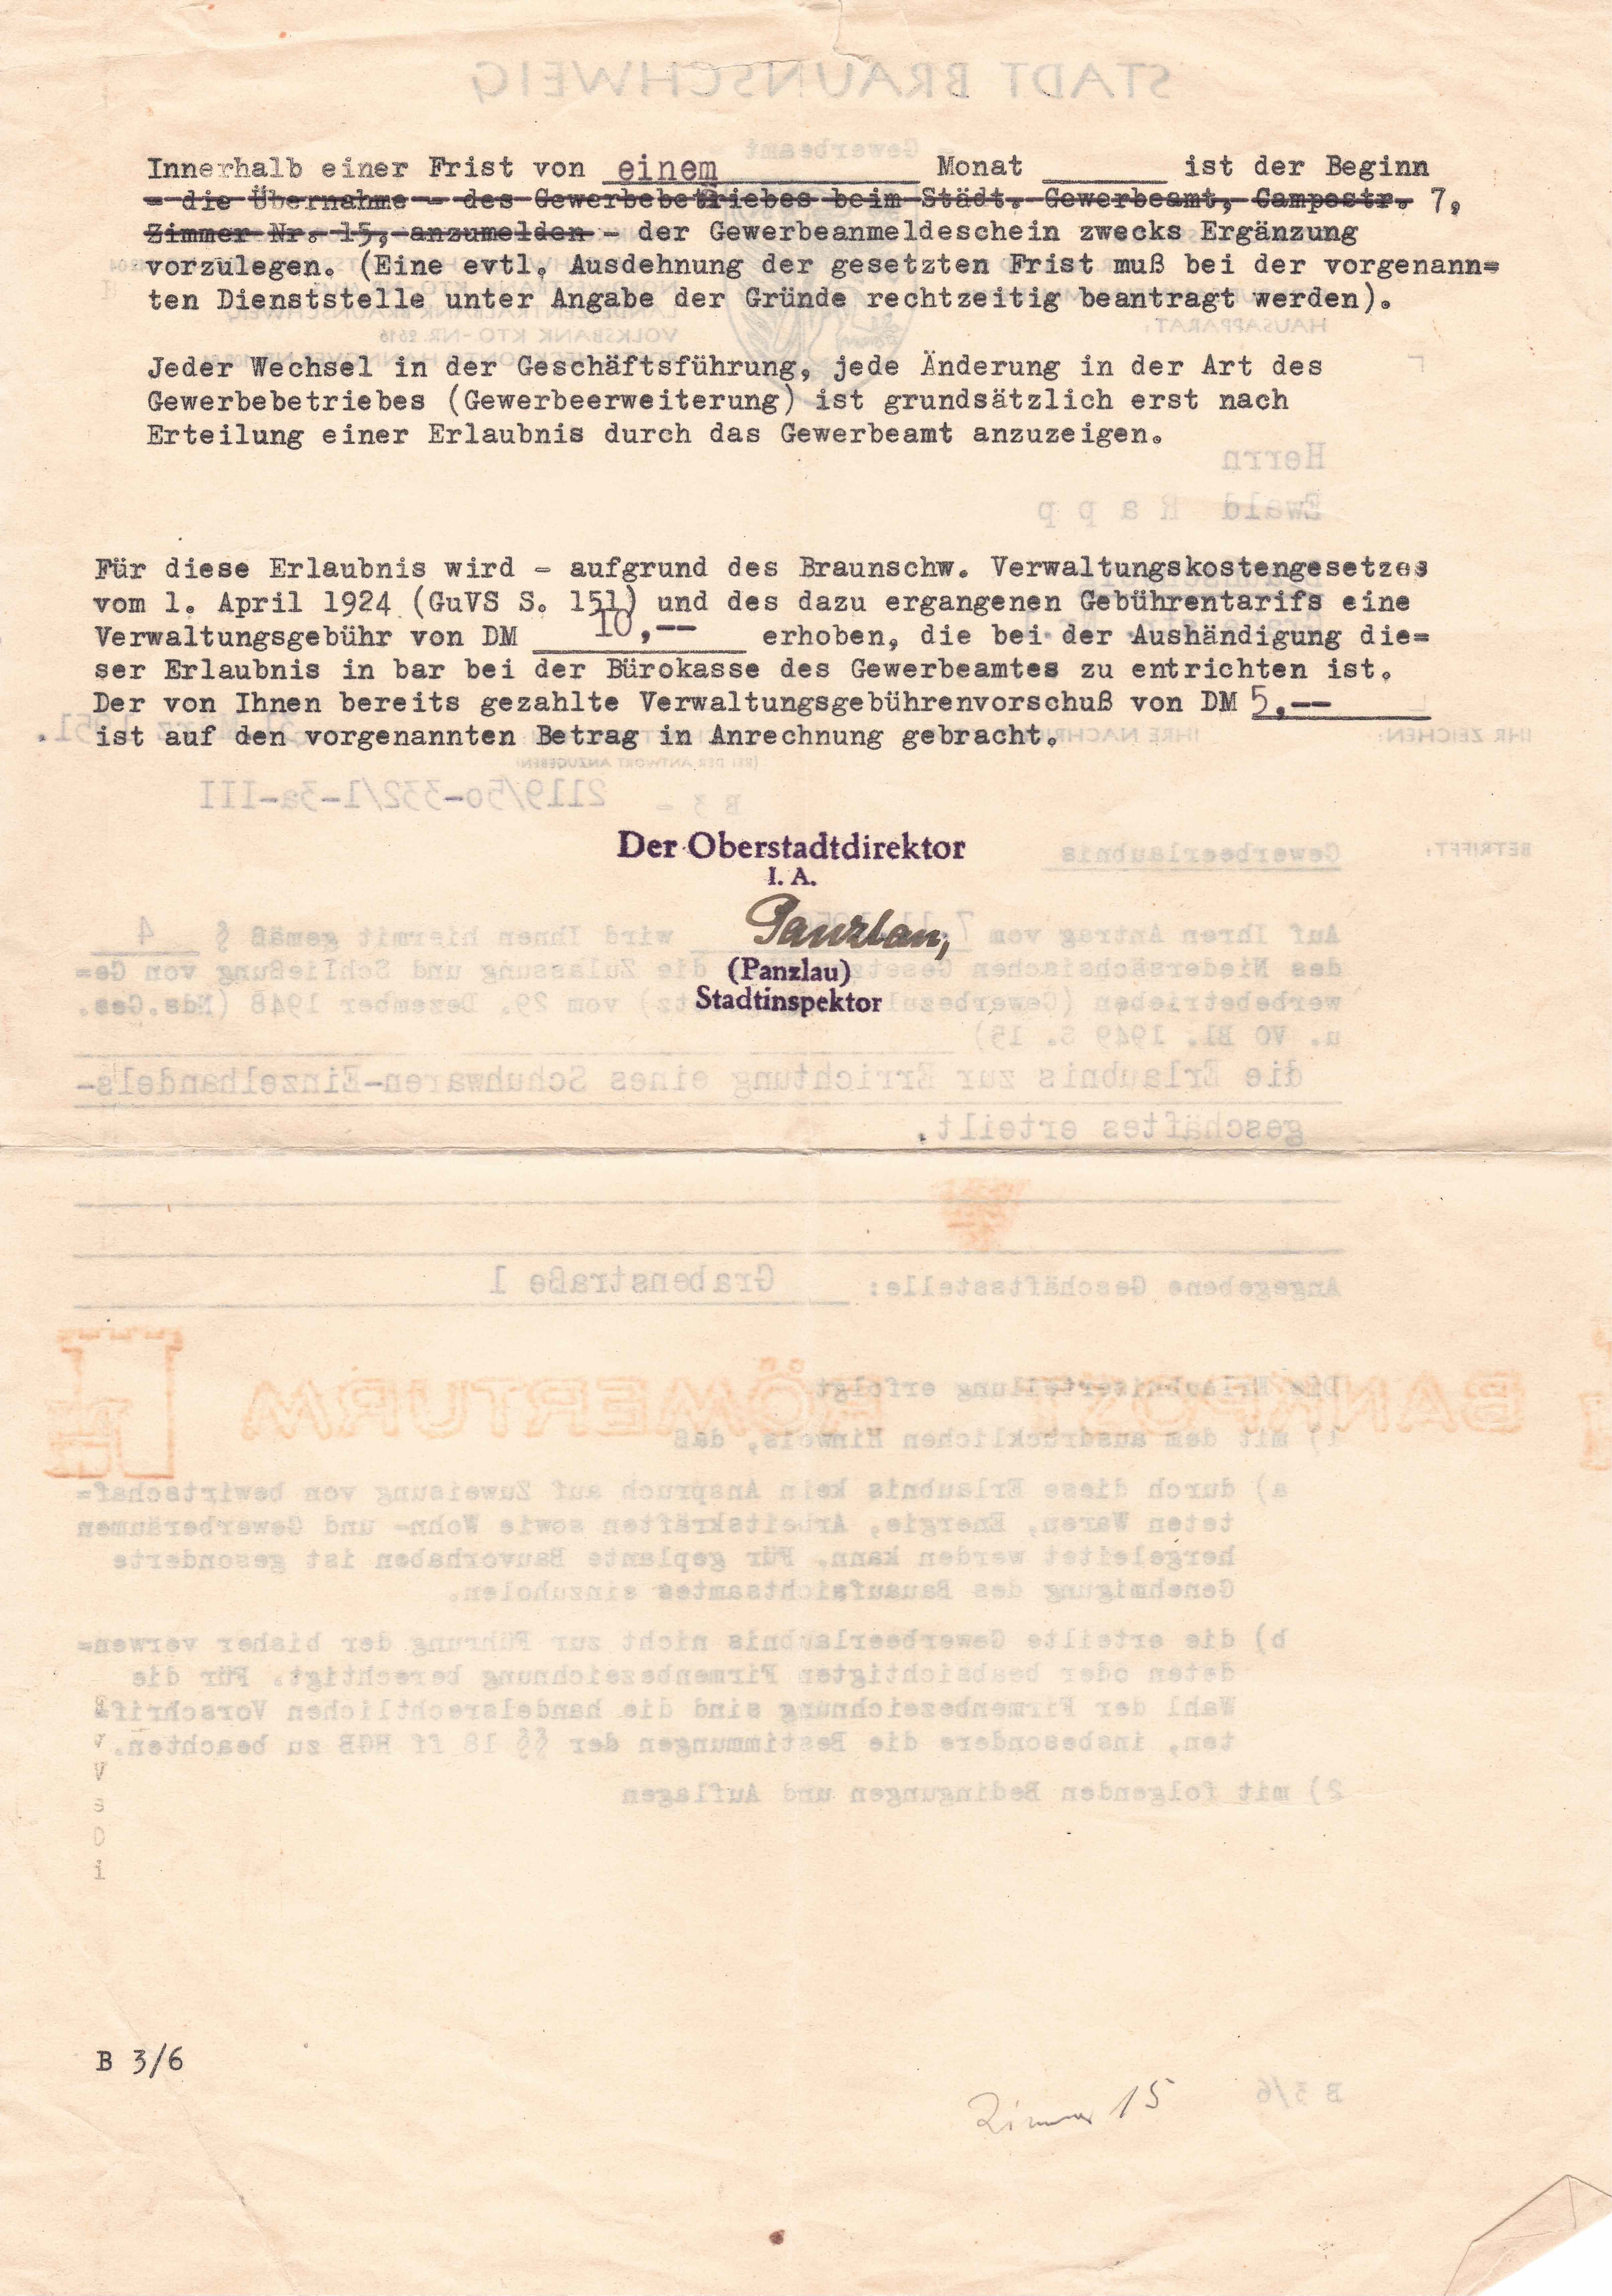 Innerhalb einer Frist von einem Monat ist der Beginn
- die Übernahme - des Gewerbebetriebes beim Städt. Gewerbeamt, Campestr. 7,
Zimmer Nr. 15, anzumelden - der Gewerbeanmeldeschein zwecks Ergänzung
vorzulegen. (Eine evtl. Ausdehnung der gesetzten Frist muß bei der vorgenann=
ten Dienststelle unter Angabe der Gründe rechtzeitig beantragt werden).
Jeder Wechsel in der Geschäftsführung, jede Änderung in der Art des
Gewerbebetriebes (Gewerbeerweiterung) ist grundsätzlich erst nach
Erteilung einer Erlaubnis durch das Gewerbeamt anzuzeigen.
Für diese Erlaubnis wird - aufgrund des Braunschw. Verwaltungskostengesetzes
vom 1. April 1924 (GuVS S. 151) und des dazu ergangenen Gebührentarifs eine
Verwaltungsgebühr von DM 10,-- erhoben, die bei der Aushändigung die=
ser Erlaubnis in bar bei der Bürokasse des Gewerbeamtes zu entrichten ist.
Der von Ihnen bereits gezahlte Verwaltungsgebührenvorschuß von DM 5,--
ist auf den vorgenannten Betrag in Anrechnung gebracht.
Der Oberstadtdirektor
I. A.
Panzlau,
(Panzlau)
Stadtinspektor
B 3/6
Zimmer 15